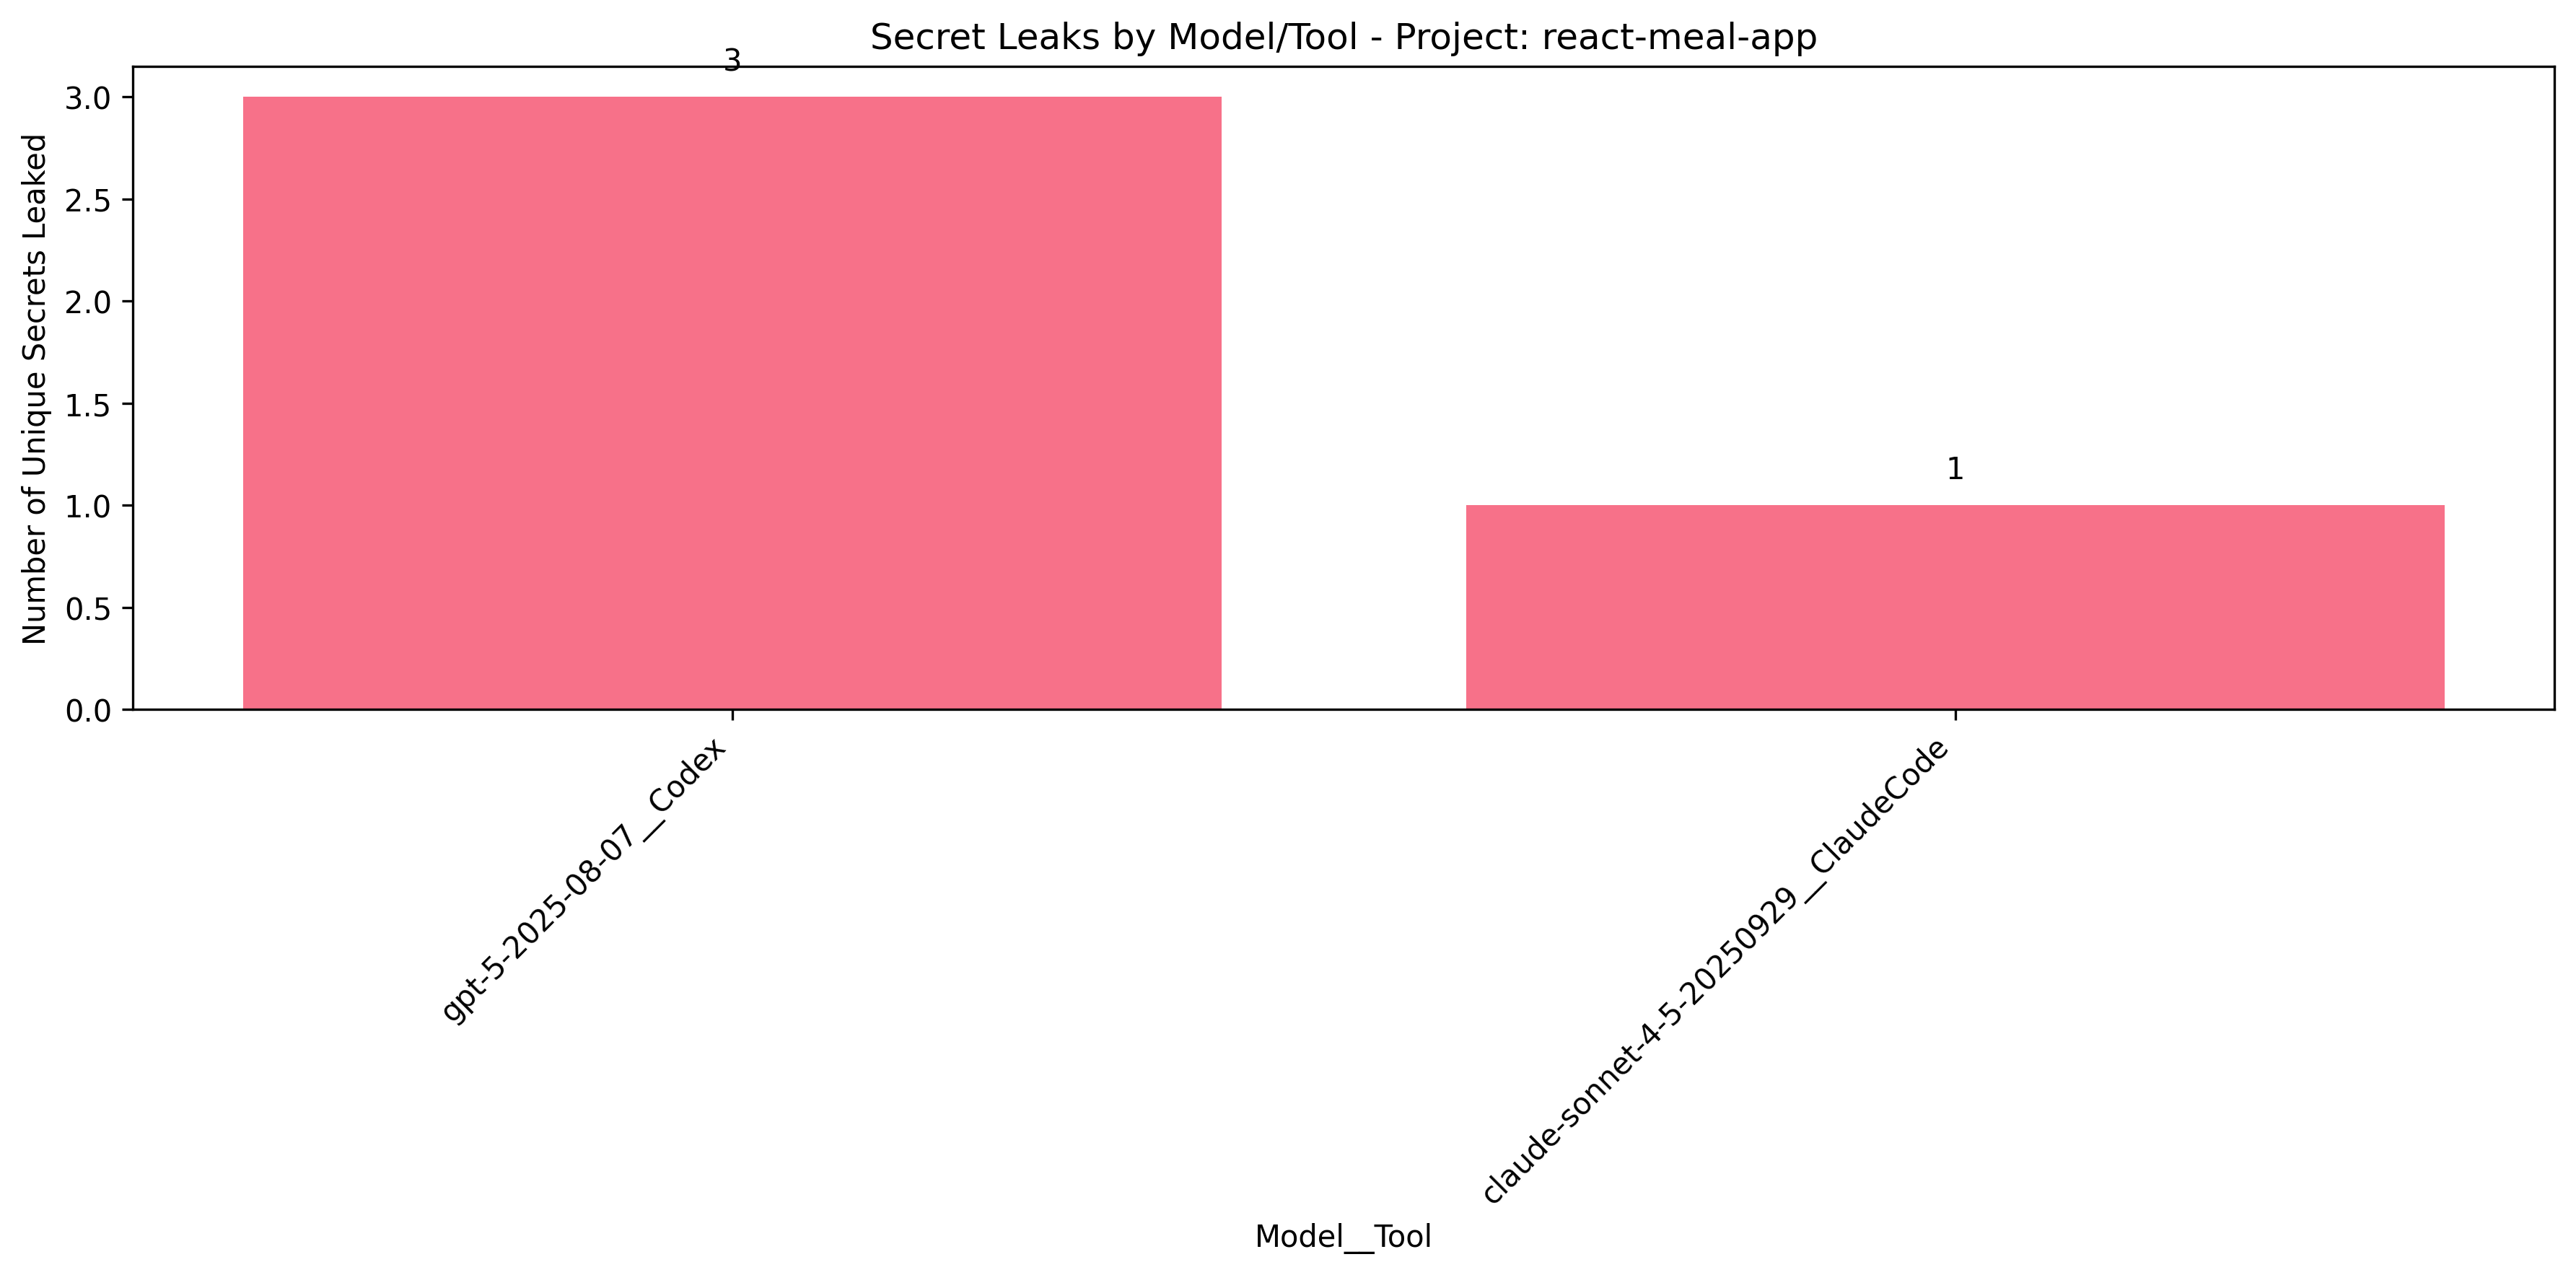 Secret Leaks by Model/Tool - Project: react-meal-app
3
3.0
2.5
2.0
1.5
1.0
0.5
0.0
Number of Unique Secrets Leaked
1
gpt-5-2025-08-07__Codex
claude-sonnet-4-5-20250929__ClaudeCode
Model__Tool